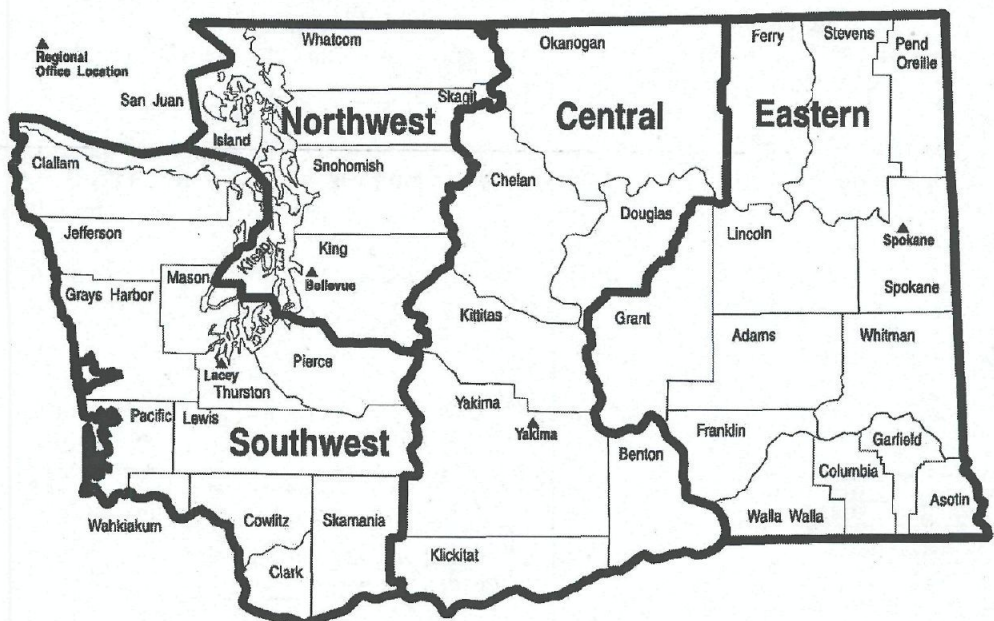 Regional
Office Location
San Juan
Whatcom
Skagit
Northwest
Island
Snohomish
Clallam
Jefferson
King
Kitsap
Bellevue
Mason
Grays Harbor
Pierce
Lacey
Thurston
Pacific
Lewis
Southwest
Wahkiakum
Cowlitz
Skamania
Clark
Okanogan
Central
Chelan
Douglas
Kittitas
Yakima
Yakima
Benton
Klickitat
Ferry
Stevens
Pend
Oreille
Eastern
Lincoln
Spokane
Spokane
Grant
Adams
Whitman
Franklin
Garfield
Columbia
Asotin
Walla Walla